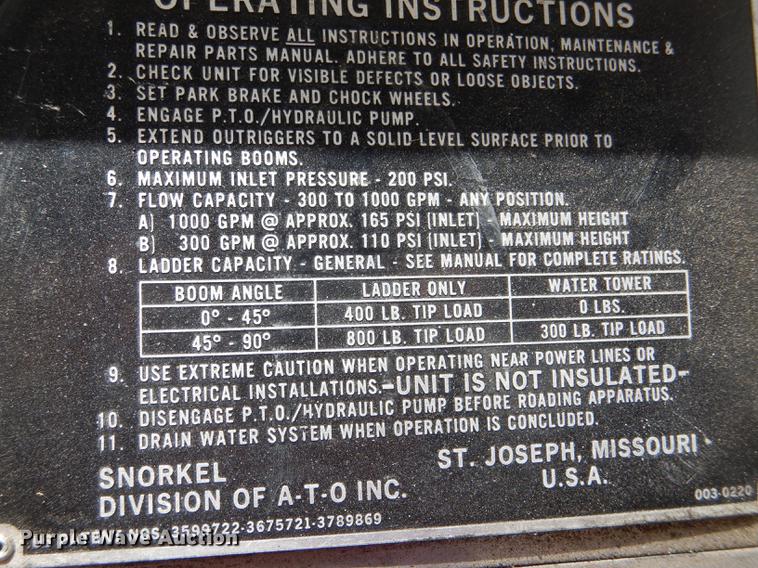 OPERATING INSTRUCTIONS
1. READ & OBSERVE ALL INSTRUCTIONS IN OPERATION, MAINTENANCE &
REPAIR PARTS MANUAL. ADHERE TO ALL SAFETY INSTRUCTIONS.
2. CHECK UNIT FOR VISIBLE DEFECTS OR LOOSE OBJECTS.
3. SET PARK BRAKE AND CHOCK WHEELS.
4. ENGAGE P.T.O./HYDRAULIC PUMP.
5. EXTEND OUTRIGGERS TO A SOLID LEVEL SURFACE PRIOR TO
OPERATING BOOMS.
6. MAXIMUM INLET PRESSURE - 200 PSI.
7. FLOW CAPACITY - 300 TO 1000 GPM - ANY POSITION.
A) 1000 GPM @ APPROX. 165 PSI (INLET) - MAXIMUM HEIGHT
B) 300 GPM @ APPROX. 110 PSI (INLET) - MAXIMUM HEIGHT
8. LADDER CAPACITY - GENERAL - SEE MANUAL FOR COMPLETE RATINGS.
BOOM ANGLE LADDER ONLY WATER TOWER
0° - 45° 400 LB. TIP LOAD 0 LBS.
45° - 90° 800 LB. TIP LOAD 300 LB. TIP LOAD
9. USE EXTREME CAUTION WHEN OPERATING NEAR POWER LINES OR
ELECTRICAL INSTALLATIONS.-UNIT IS NOT INSULATED-
10. DISENGAGE P.T.O./HYDRAULIC PUMP BEFORE ROADING APPARATUS.
11. DRAIN WATER SYSTEM WHEN OPERATION IS CONCLUDED.
SNORKEL ST. JOSEPH, MISSOURI
DIVISION OF A-T-O INC. U.S.A.
003-0220
NOS. 3599722-3675721-3789869
Purple Wave Auction